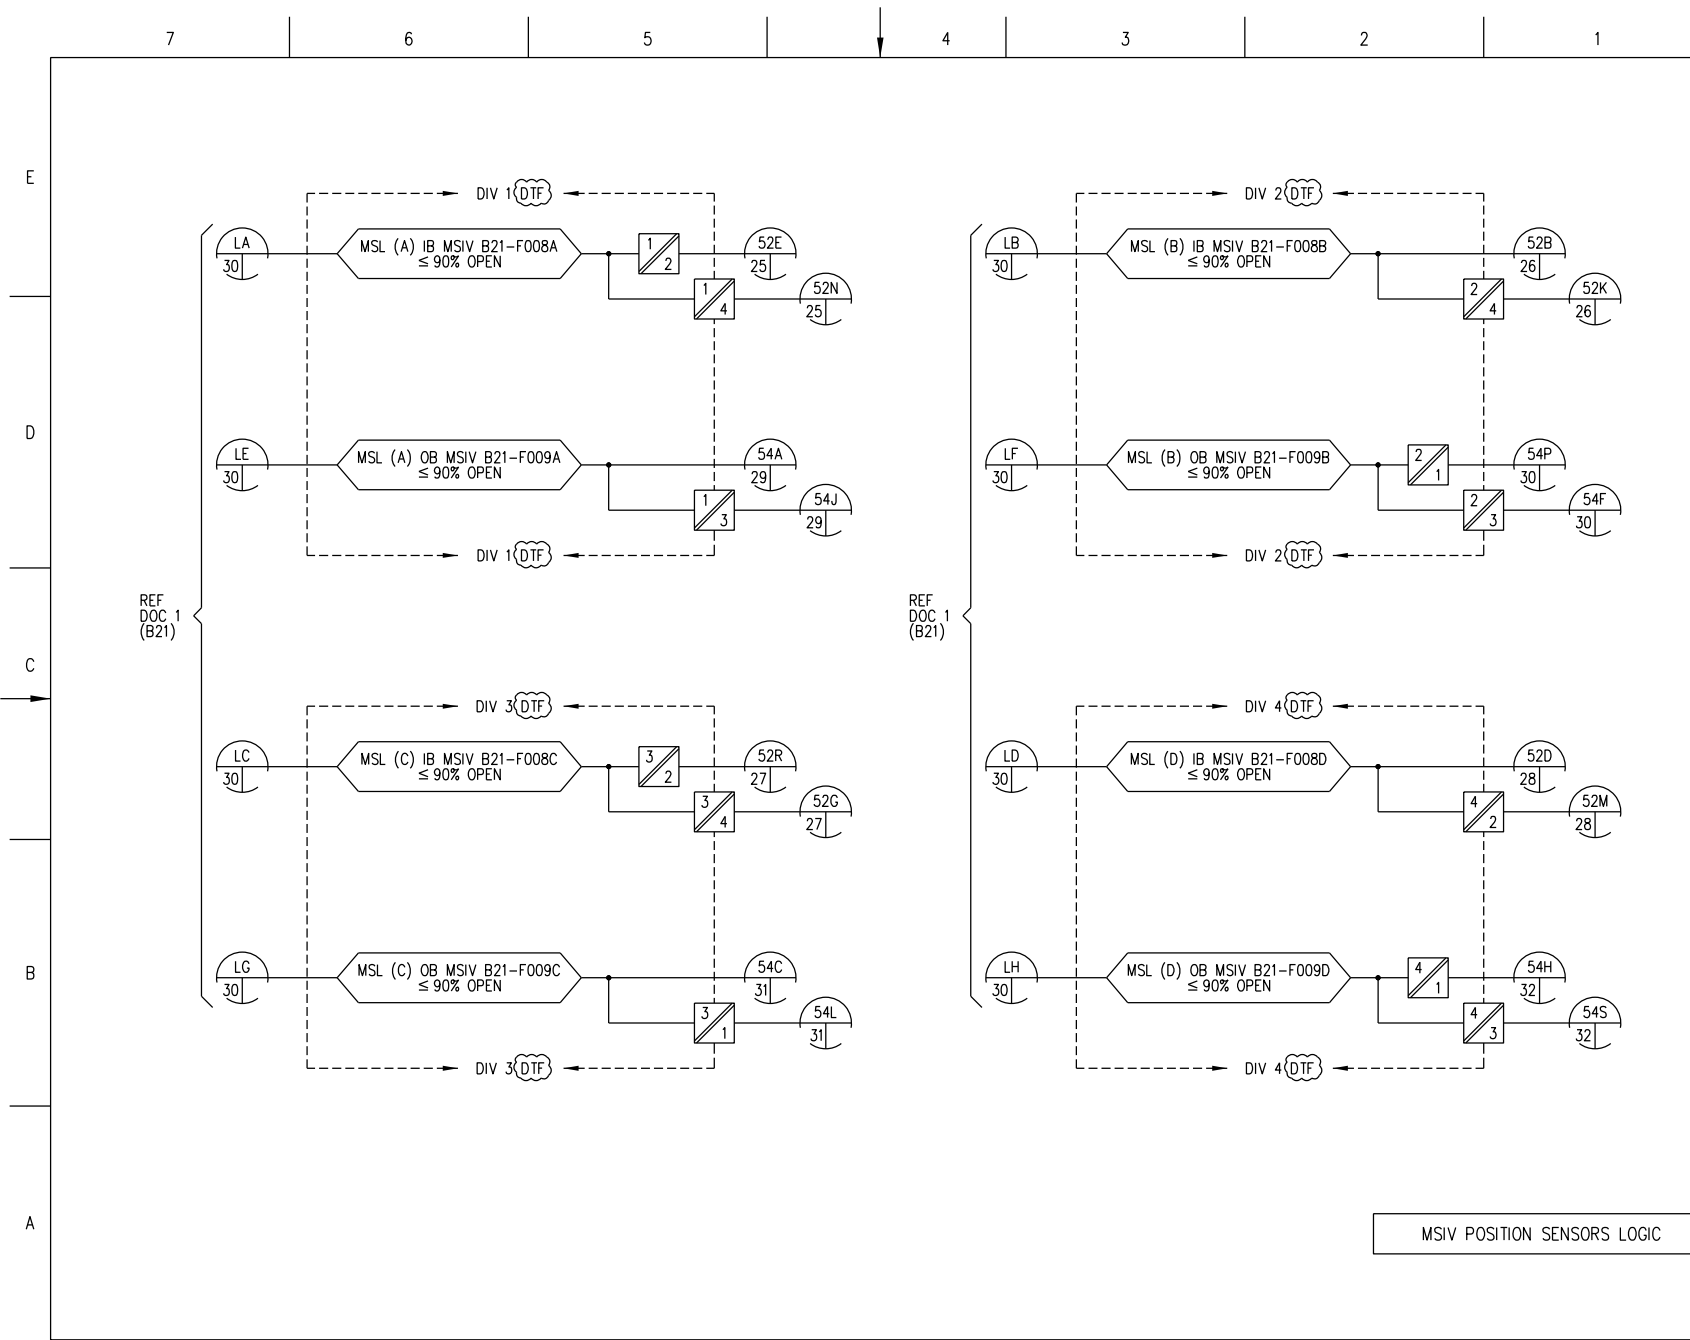 7 6 5 4 3 2 1
E
DIV 1 DTF
LA
30
MSL (A) IB MSIV B21-F008A
≤ 90% OPEN
1
2
52E
25
1
4
52N
25
DIV 2 DTF
LB
30
MSL (B) IB MSIV B21-F008B
≤ 90% OPEN
52B
26
2
4
52K
26
D
LE
30
MSL (A) OB MSIV B21-F009A
≤ 90% OPEN
54A
29
1
3
54J
29
DIV 1 DTF
LF
30
MSL (B) OB MSIV B21-F009B
≤ 90% OPEN
2
1
54P
30
2
3
54F
30
DIV 2 DTF
REF
DOC 1
(B21)
REF
DOC 1
(B21)
C
DIV 3 DTF
LC
30
MSL (C) IB MSIV B21-F008C
≤ 90% OPEN
3
2
52R
27
3
4
52G
27
DIV 4 DTF
LD
30
MSL (D) IB MSIV B21-F008D
≤ 90% OPEN
52D
28
4
2
52M
28
B
LG
30
MSL (C) OB MSIV B21-F009C
≤ 90% OPEN
54C
31
3
1
54L
31
DIV 3 DTF
LH
30
MSL (D) OB MSIV B21-F009D
≤ 90% OPEN
4
1
54H
32
4
3
54S
32
DIV 4 DTF
A
MSIV POSITION SENSORS LOGIC